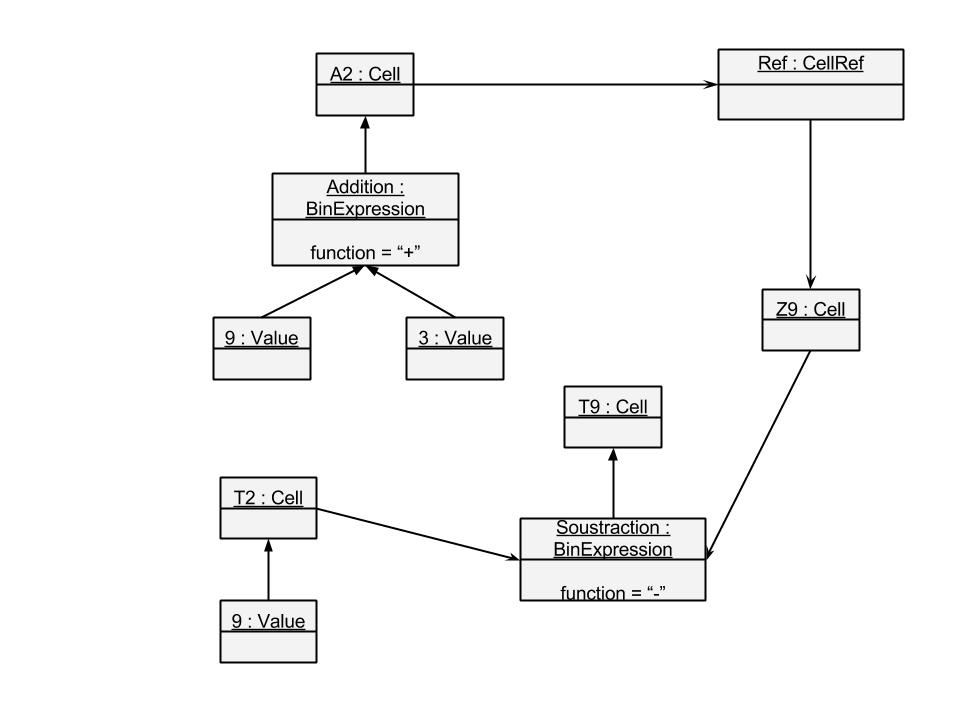 A2 : Cell
Ref : CellRef
Addition :
BinExpression
function = “+”
9 : Value
3 : Value
Z9 : Cell
T9 : Cell
T2 : Cell
Soustraction :
BinExpression
function = “-”
9 : Value